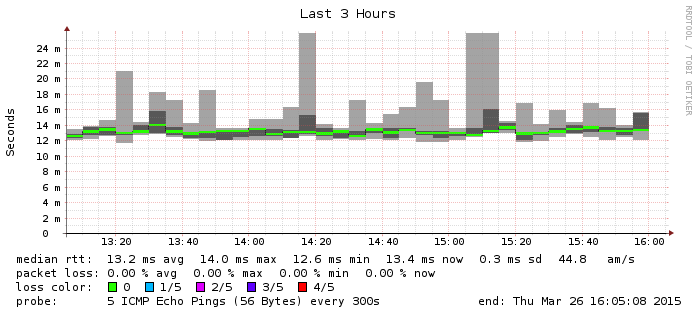 Last 3 Hours
RRDTOOL / TOBI OETIKER
Seconds
24 m
22 m
20 m
18 m
16 m
14 m
12 m
10 m
8 m
6 m
4 m
2 m
0
13:20 13:40 14:00 14:20 14:40 15:00 15:20 15:40 16:00
median rtt: 13.2 ms avg 14.0 ms max 12.6 ms min 13.4 ms now 0.3 ms sd 44.8 am/s
packet loss: 0.00 % avg 0.00 % max 0.00 % min 0.00 % now
loss color: 0 1/5 2/5 3/5 4/5
probe: 5 ICMP Echo Pings (56 Bytes) every 300s end: Thu Mar 26 16:05:08 2015